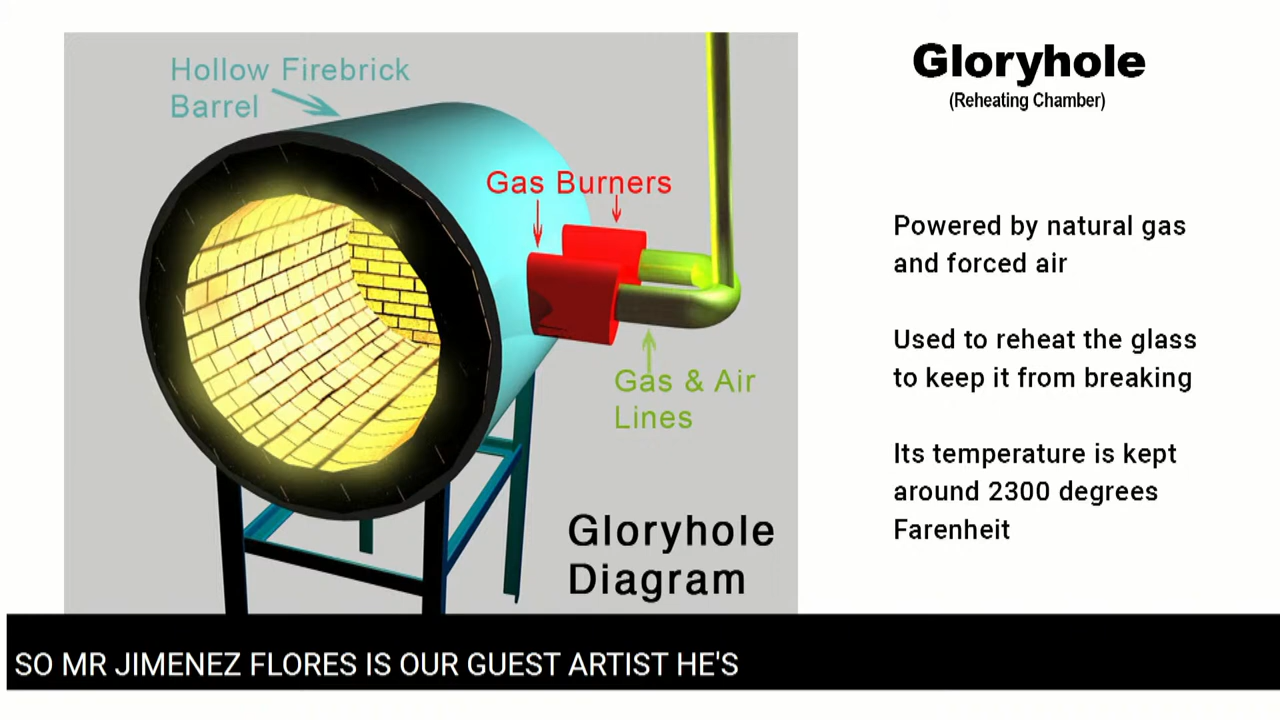 Hollow Firebrick
Barrel
Gas Burners
Gas & Air
Lines
Gloryhole
Diagram
Gloryhole
(Reheating Chamber)
Powered by natural gas
and forced air
Used to reheat the glass
to keep it from breaking
Its temperature is kept
around 2300 degrees
Farenheit
SO MR JIMENEZ FLORES IS OUR GUEST ARTIST HE'S